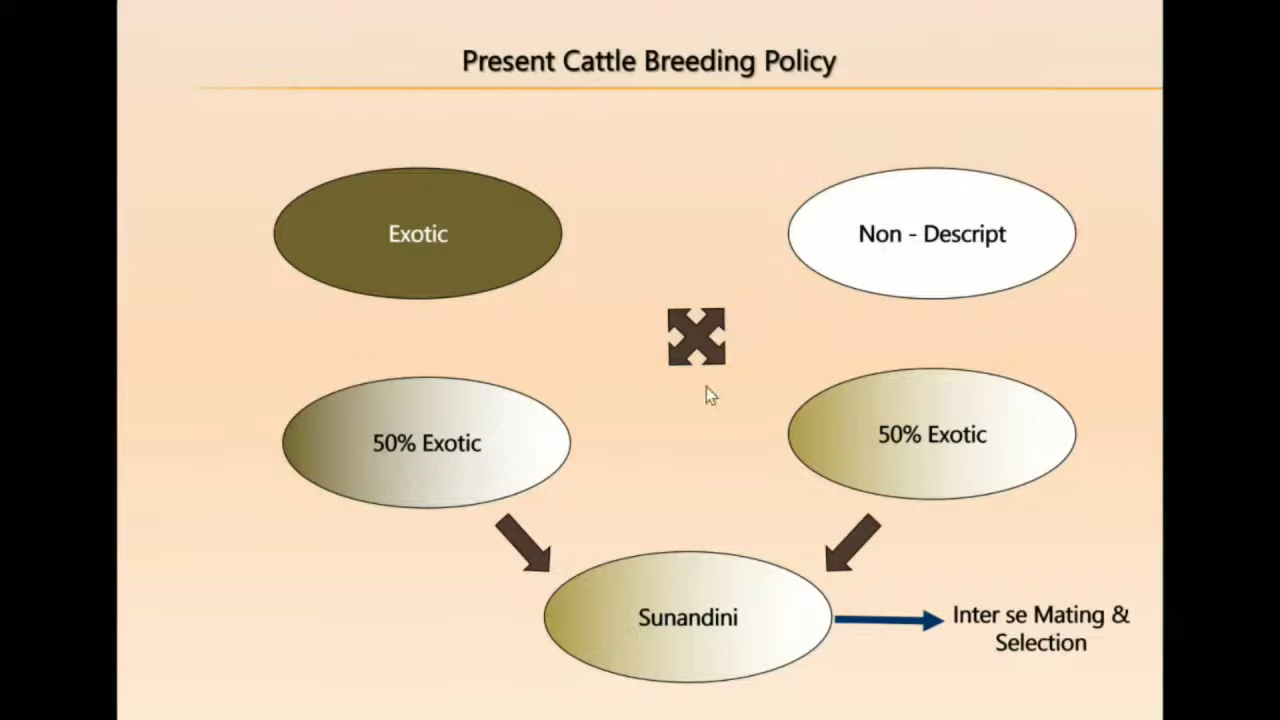 Present Cattle Breeding Policy
Exotic
Non - Descript
50% Exotic
50% Exotic
Sunandini
Inter se Mating &
Selection